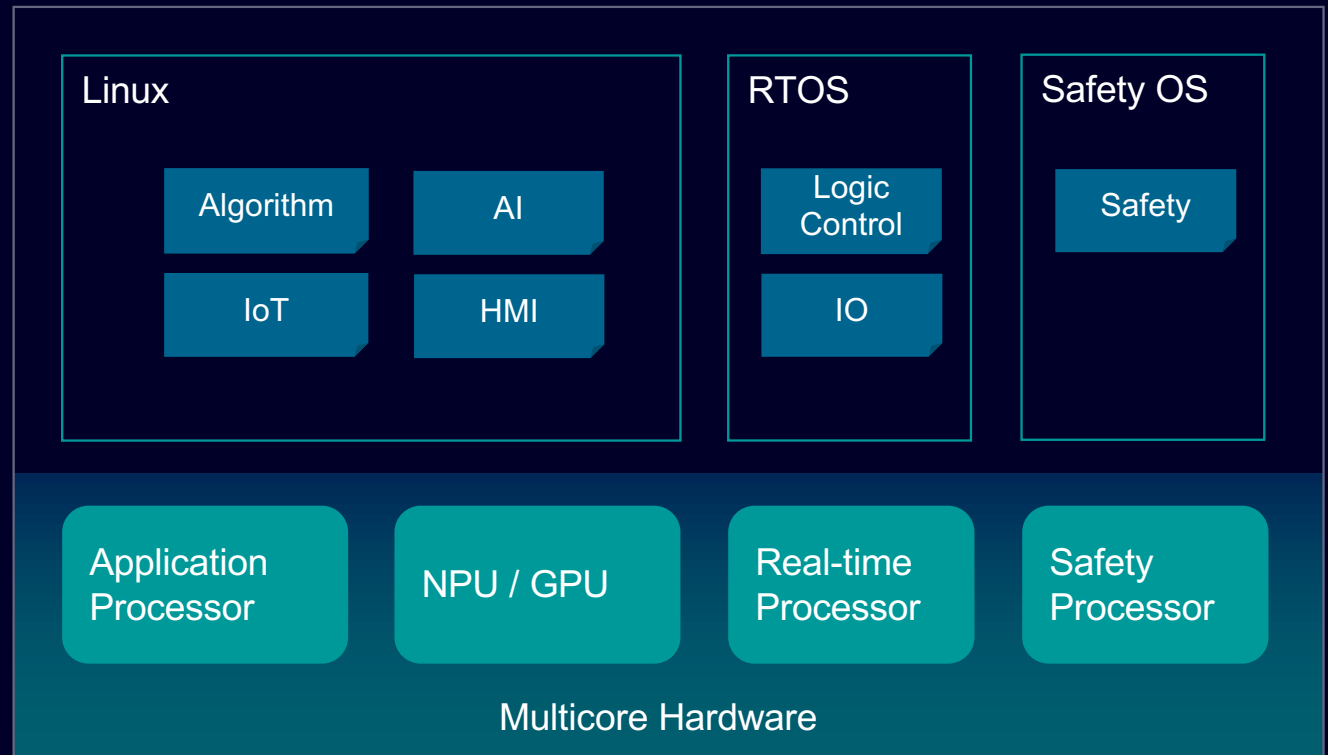 Linux
RTOS
Safety OS
Algorithm
AI
Logic
Control
Safety
IoT
HMI
IO
Application
Processor
NPU / GPU
Real-time
Processor
Safety
Processor
Multicore Hardware